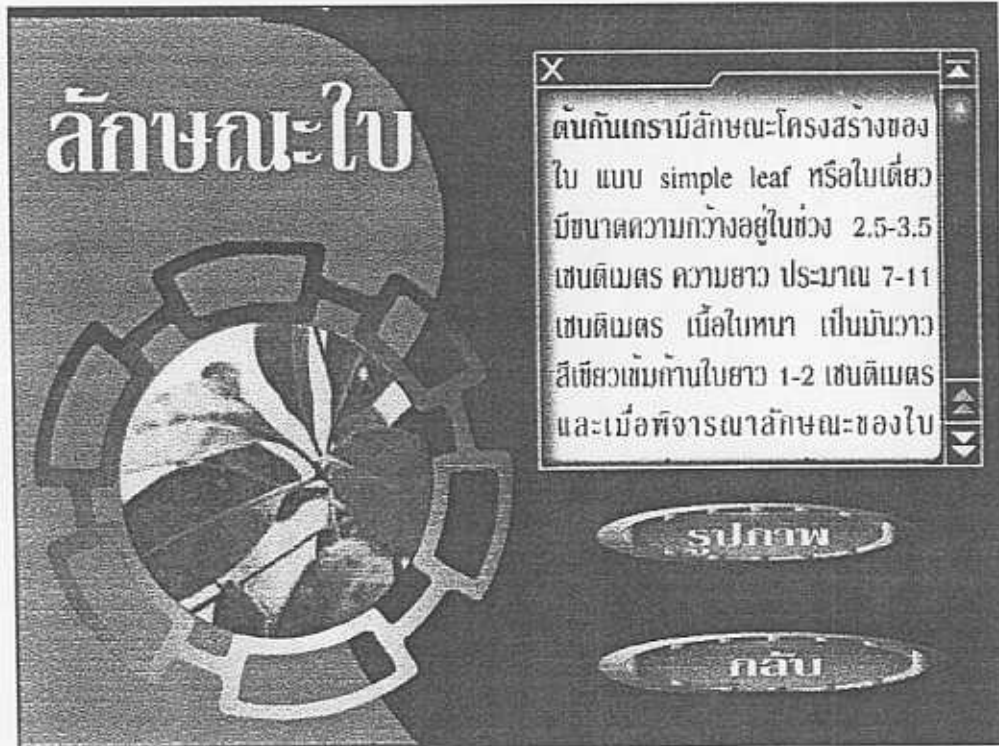 ลักษณะใบ
ต้นกันเกรามีลักษณะโครงสร้างของ
ใบ แบบ simple leaf หรือใบเดี่ยว
มีขนาดความกว้างอยู่ในช่วง 2.5-3.5
เซนติเมตร ความยาว ประมาณ 7-11
เซนติเมตร เนื้อใบหนา เป็นมันวาว
สีเขียวเข้มก้านใบยาว 1-2 เซนติเมตร
และเมื่อพิจารณาลักษณะของใบ
รูปภาพ
กลับ